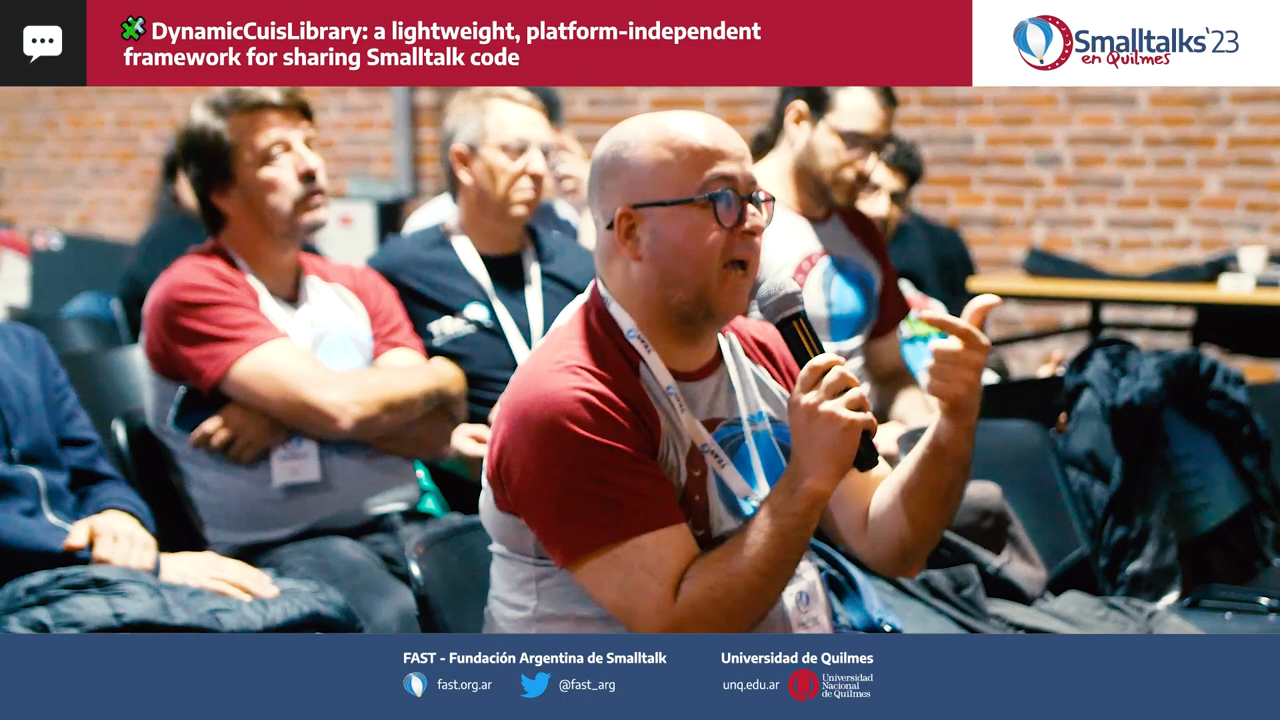 DynamicCuisLibrary: a lightweight, platform-independent
framework for sharing Smalltalk code
Smalltalks'23
en Quilmes
FAST - Fundación Argentina de Smalltalk
fast.org.ar
@fast_arg
Universidad de Quilmes
unq.edu.ar
Universidad
Nacional
de Quilmes